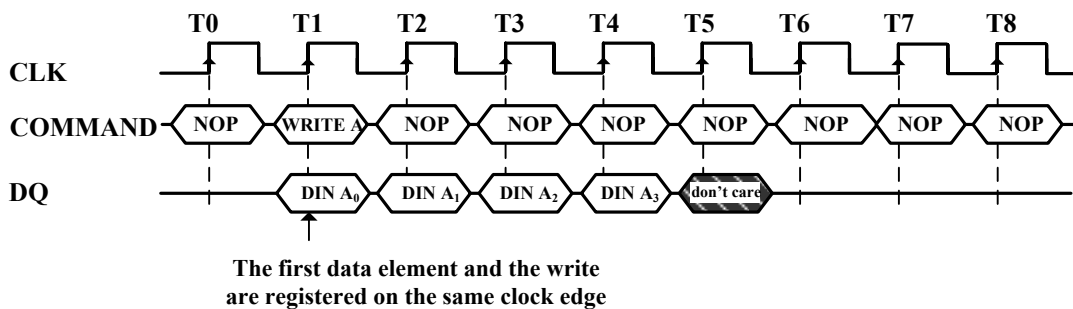 T0 T1 T2 T3 T4 T5 T6 T7 T8
CLK
COMMAND NOP WRITE A NOP NOP NOP NOP NOP NOP NOP
DQ DIN A₀ DIN A₁ DIN A₂ DIN A₃ don't care
The first data element and the write
are registered on the same clock edge